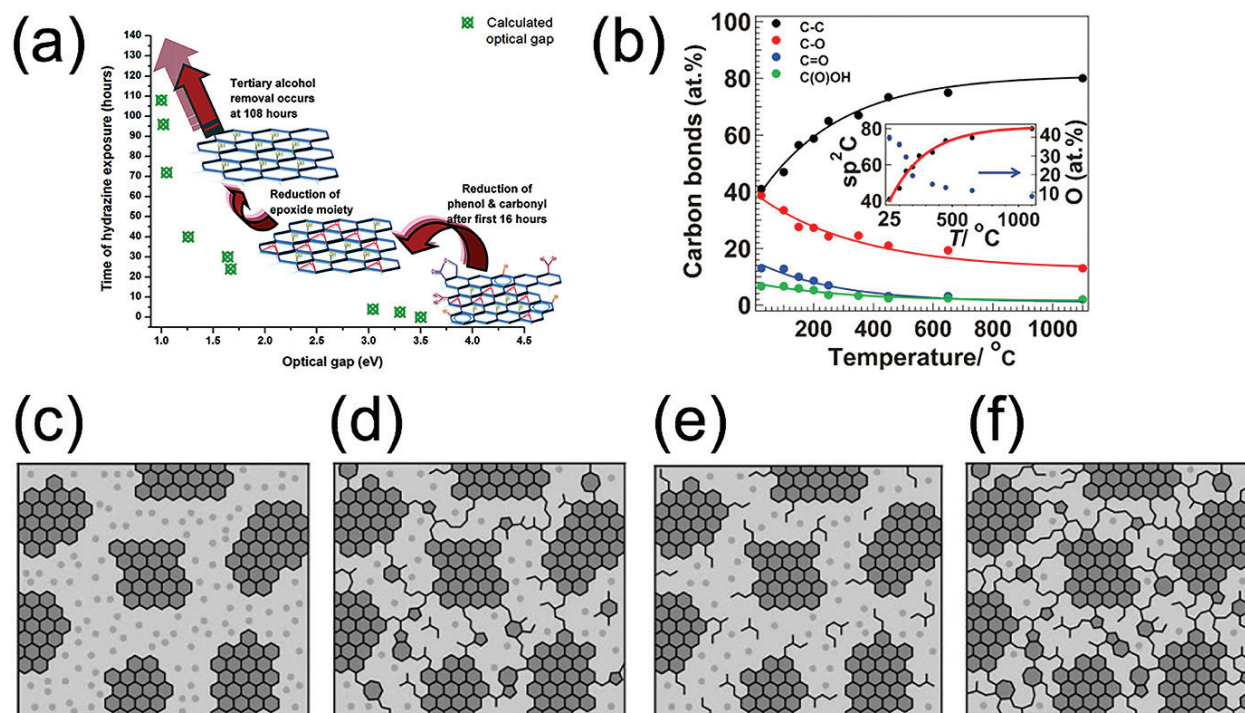 (a)
Calculated
optical gap
Time of hydrazine exposure (hours)
140
130
120
110
100
90
80
70
60
50
40
30
20
10
0
Tertiary alcohol
removal occurs
at 108 hours
Reduction of
epoxide moiety
Reduction of
phenol & carbonyl
after first 16 hours
1.0 1.5 2.0 2.5 3.0 3.5 4.0 4.5
Optical gap (eV)
(b)
Carbon bonds (at.%)
100
80
60
40
20
0
C-C
C-O
C=O
C(O)OH
sp²C
80
60
40
O (at.%)
40
30
20
10
25 500 1100
T/ °C
200 400 600 800 1000
Temperature/ °C
(c)
(d)
(e)
(f)